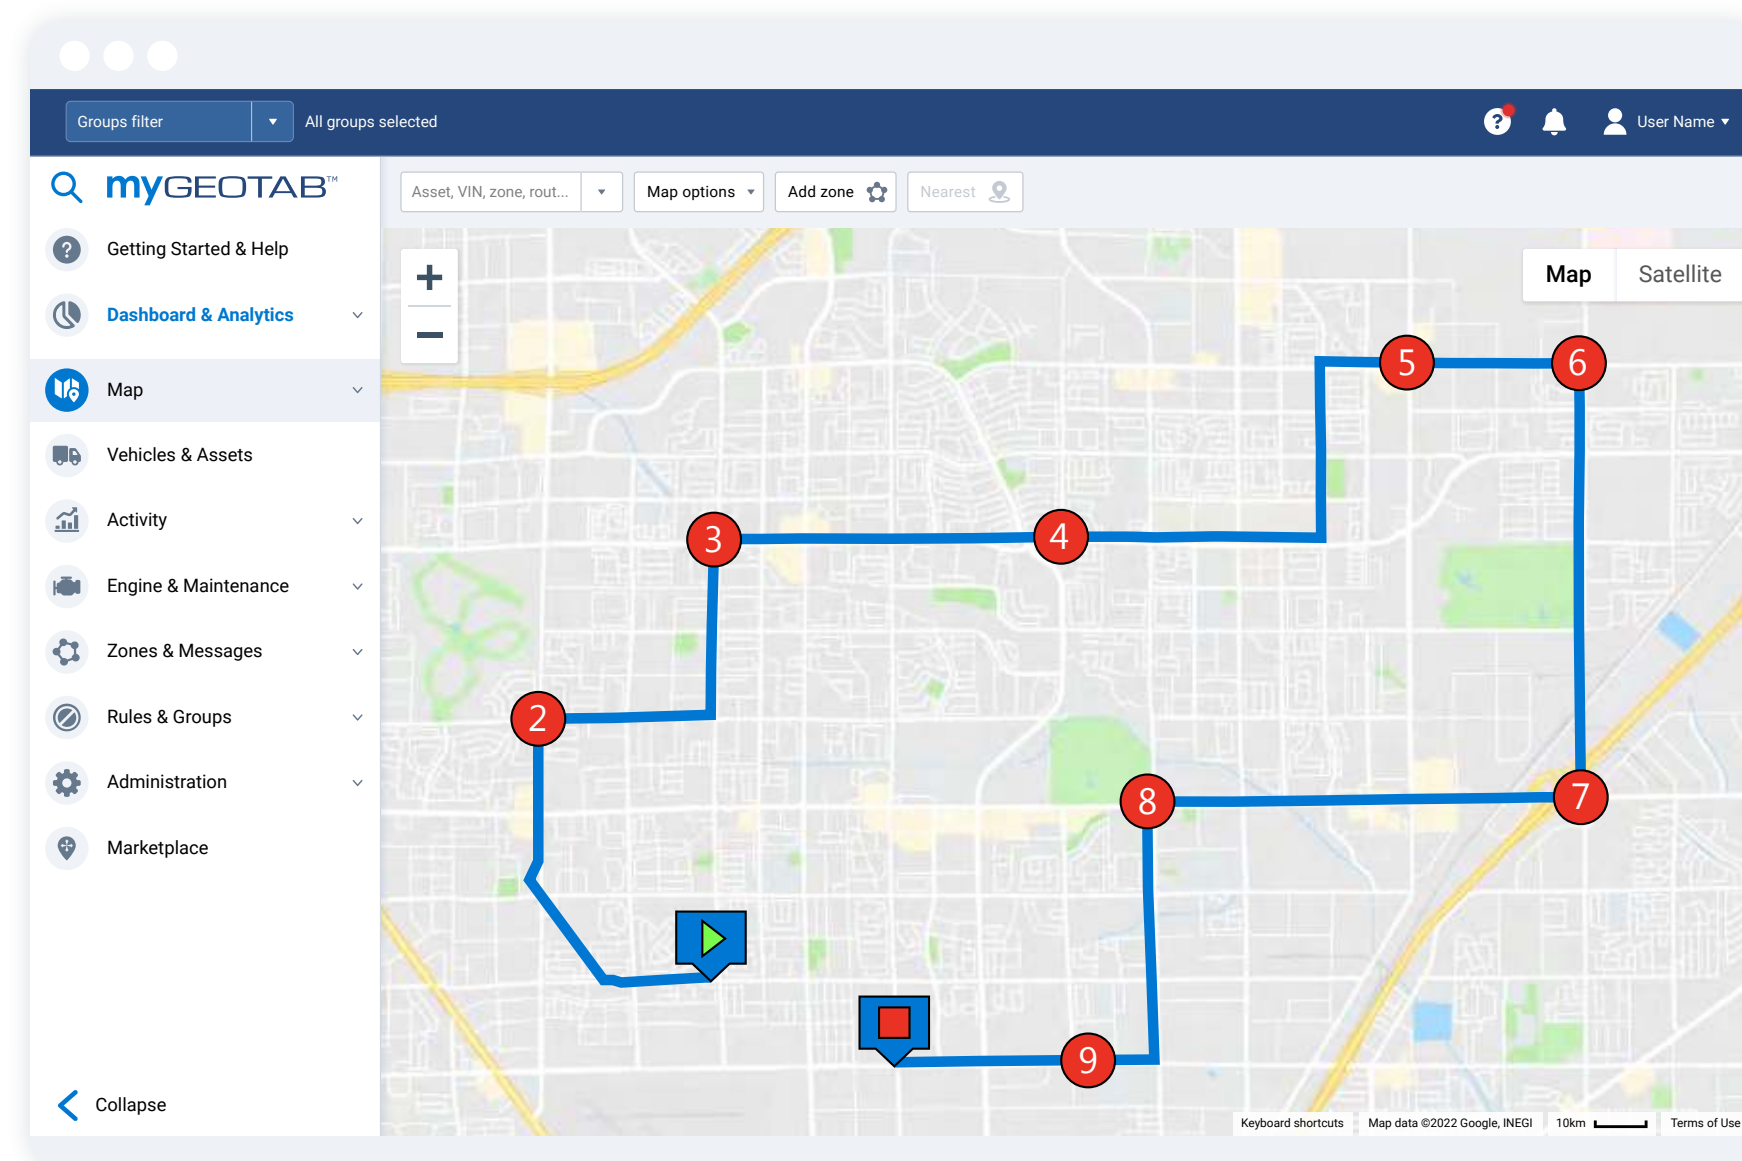 Groups filter
All groups selected
User Name
myGEOTAB™
Asset, VIN, zone, rout...
Map options
Add zone
Nearest
Getting Started & Help
Dashboard & Analytics
Map
Vehicles & Assets
Activity
Engine & Maintenance
Zones & Messages
Rules & Groups
Administration
Marketplace
Collapse
Map
Satellite
5
6
3
4
2
8
7
9
Keyboard shortcuts
Map data ©2022 Google, INEGI
10km
Terms of Use